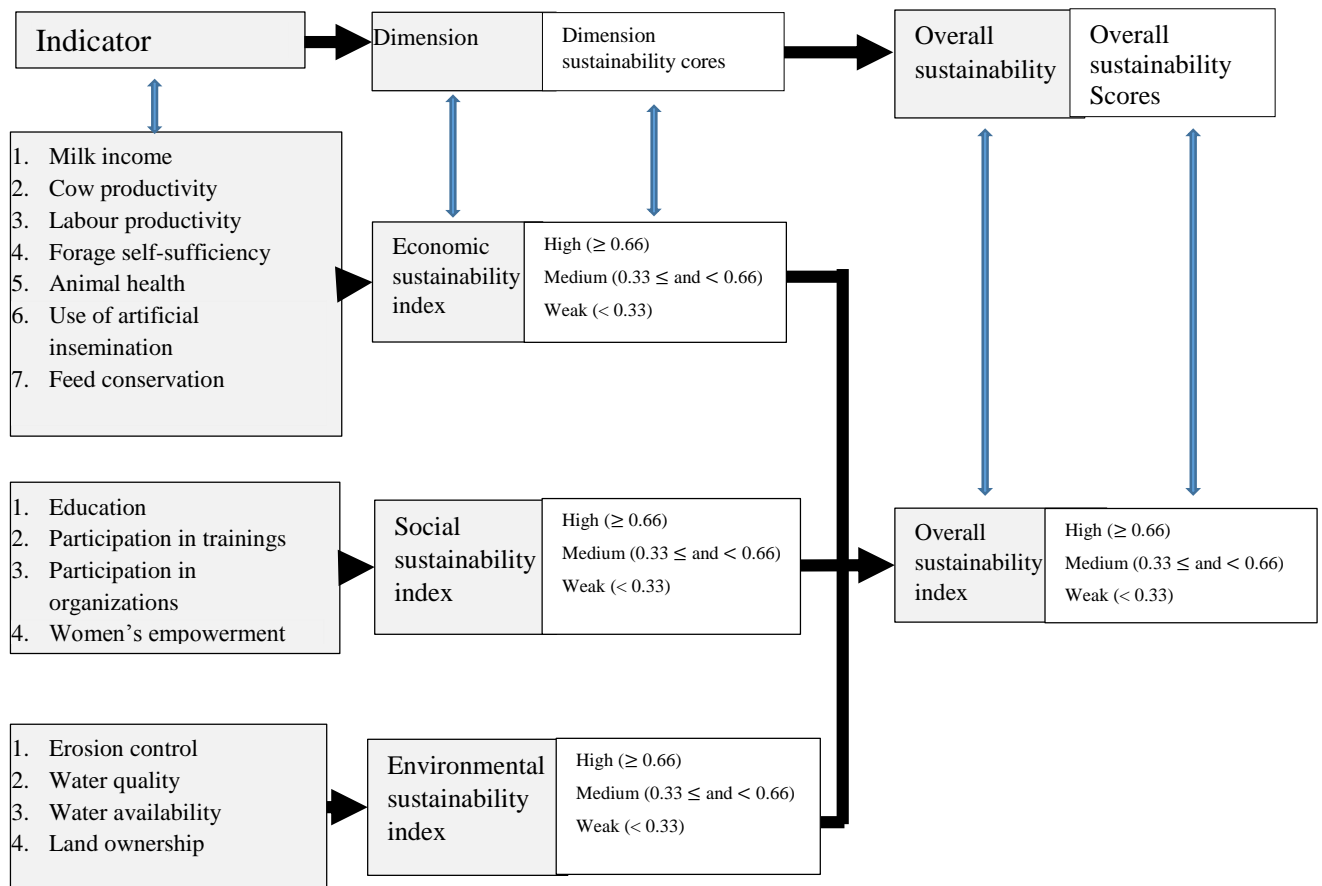 Indicator
Dimension
Dimension
sustainability cores
Overall
sustainability
Overall
sustainability
Scores
1. Milk income
2. Cow productivity
3. Labour productivity
4. Forage self-sufficiency
5. Animal health
6. Use of artificial
insemination
7. Feed conservation
Economic
sustainability
index
High (≥ 0.66)
Medium (0.33 ≤ and < 0.66)
Weak (< 0.33)
1. Education
2. Participation in trainings
3. Participation in
organizations
4. Women’s empowerment
Social
sustainability
index
High (≥ 0.66)
Medium (0.33 ≤ and < 0.66)
Weak (< 0.33)
Overall
sustainability
index
High (≥ 0.66)
Medium (0.33 ≤ and < 0.66)
Weak (< 0.33)
1. Erosion control
2. Water quality
3. Water availability
4. Land ownership
Environmental
sustainability
index
High (≥ 0.66)
Medium (0.33 ≤ and < 0.66)
Weak (< 0.33)